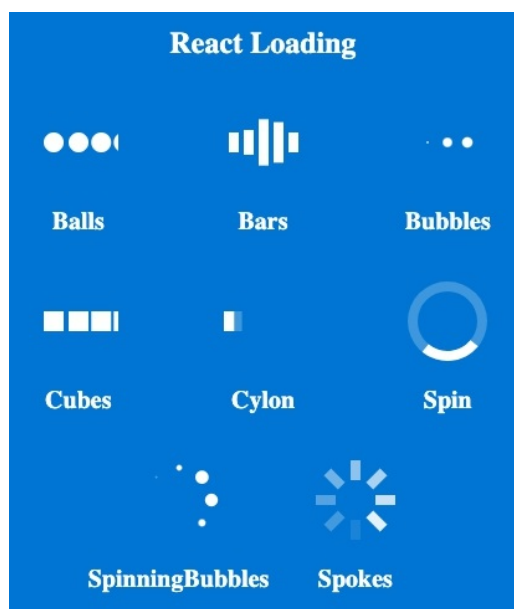 React Loading
Balls Bars Bubbles
Cubes Cylon Spin
SpinningBubbles Spokes